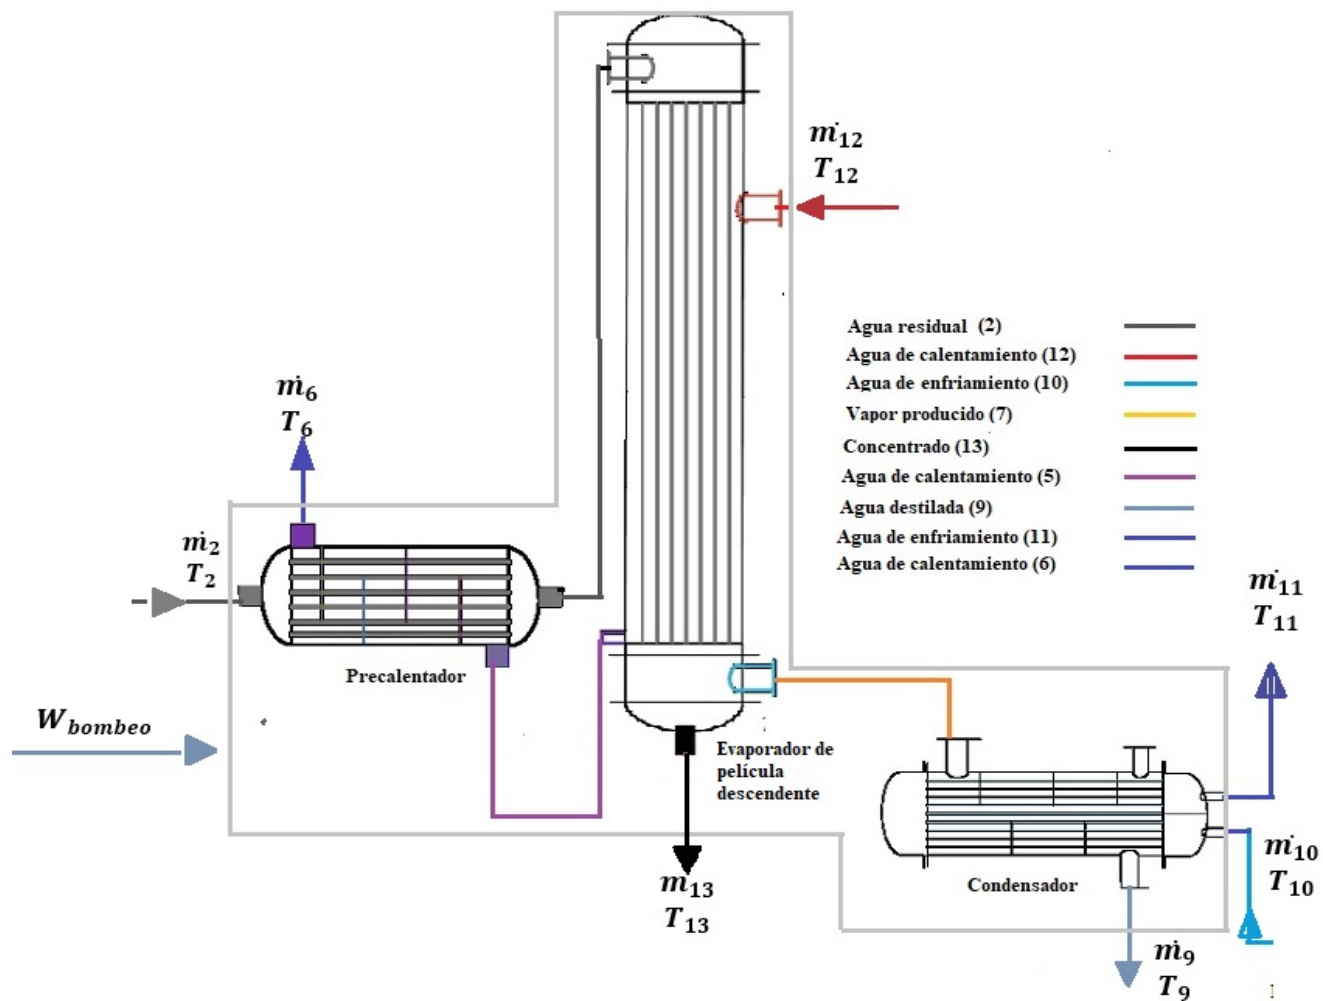 ṁ12
T12
Agua residual (2)
Agua de calentamiento (12)
Agua de enfriamiento (10)
Vapor producido (7)
Concentrado (13)
Agua de calentamiento (5)
Agua destilada (9)
Agua de enfriamiento (11)
Agua de calentamiento (6)
ṁ6
T6
ṁ2
T2
Precalentador
Wbombeo
ṁ11
T11
Evaporador de
película
descendente
ṁ10
T10
Condensador
ṁ13
T13
ṁ9
T9